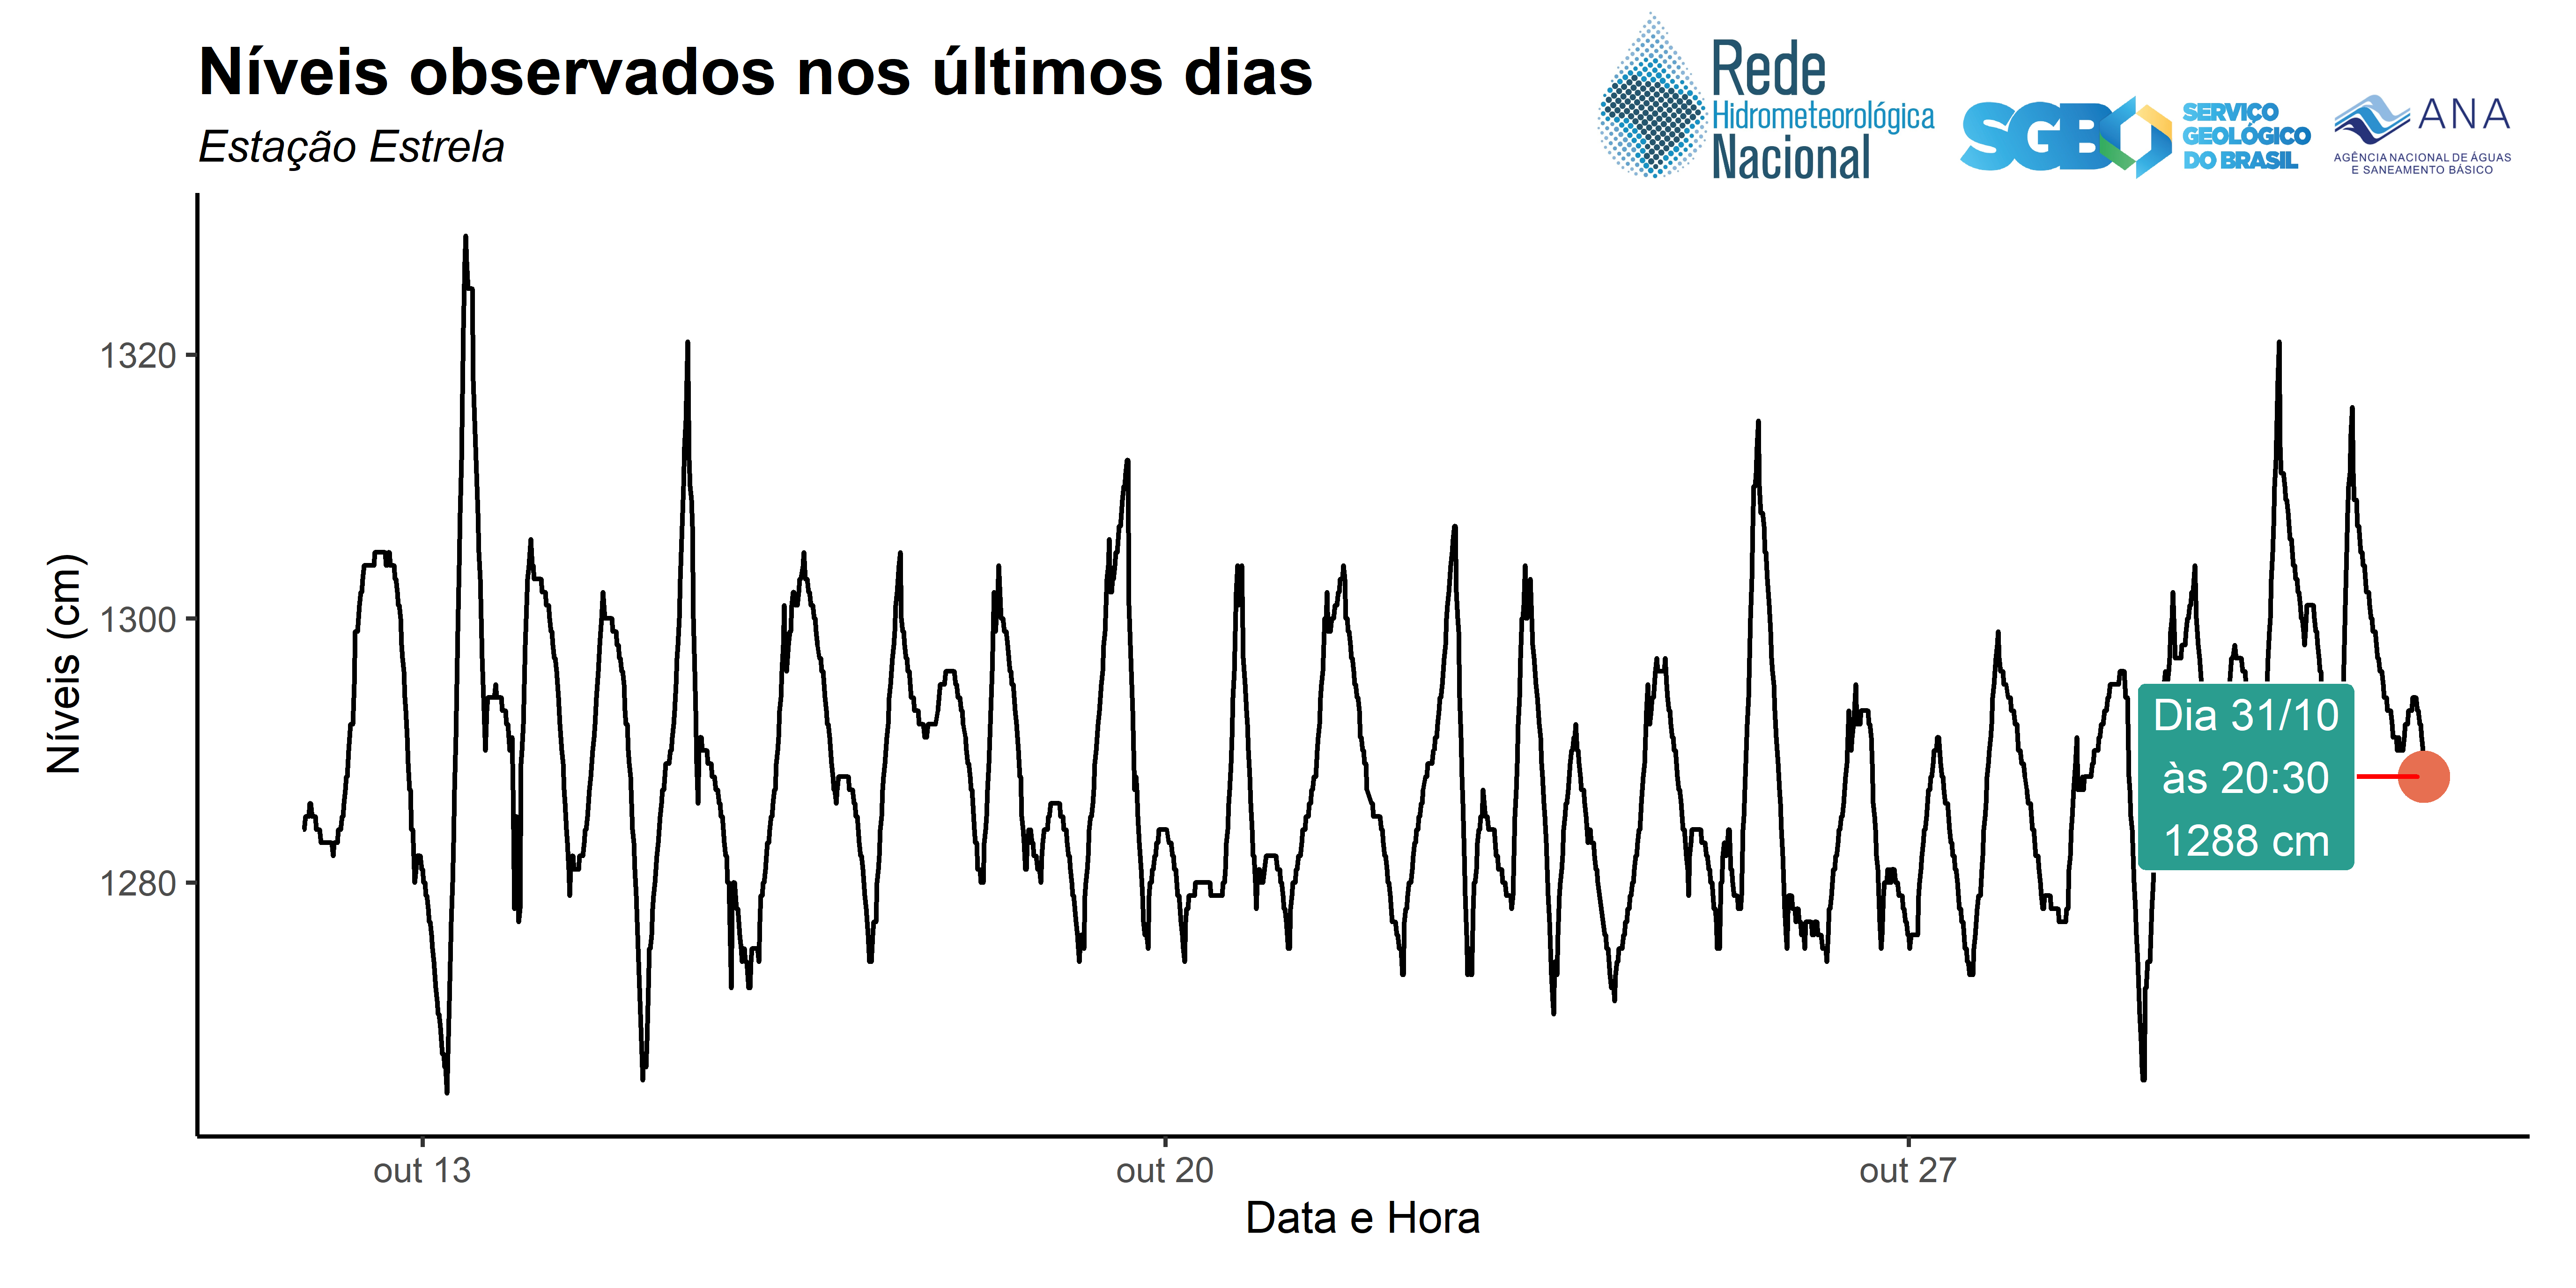 Níveis observados nos últimos dias
Estação Estrela
Rede
Hidrometeorológica
Nacional
SGB
SERVIÇO
GEOLÓGICO
DO BRASIL
ANA
AGÊNCIA NACIONAL DE ÁGUAS
E SANEAMENTO BÁSICO
Níveis (cm)
1320
1300
1280
Dia 31/10
às 20:30
1288 cm
out 13
out 20
out 27
Data e Hora